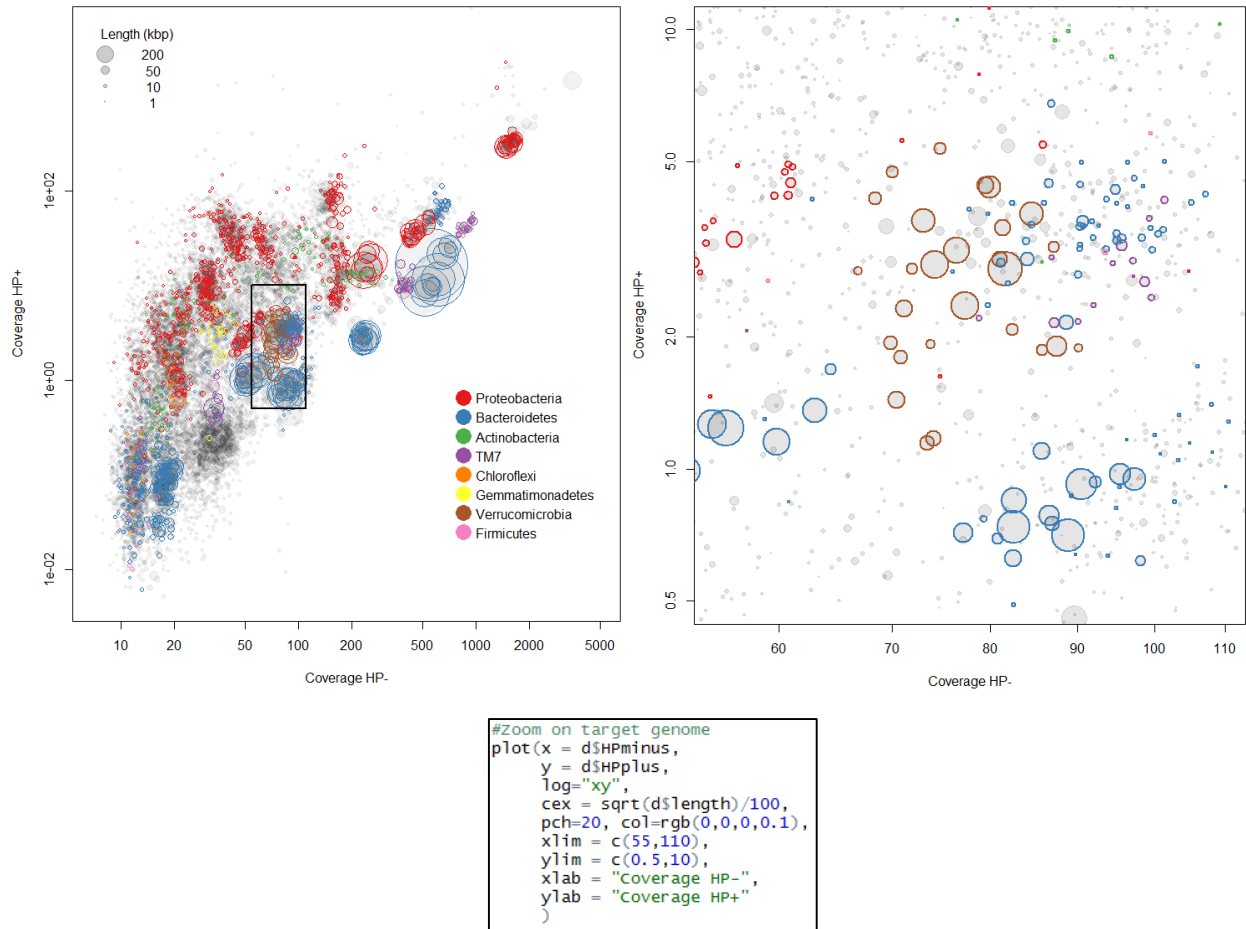 Length (kbp)
200
50
10
1
Coverage HP+
1e+02
1e+00
1e-02
Proteobacteria
Bacteroidetes
Actinobacteria
TM7
Chloroflexi
Gemmatimonadetes
Verrucomicrobia
Firmicutes
10 20 50 100 200 500 1000 2000 5000
Coverage HP-
Coverage HP+
10.0
5.0
2.0
1.0
0.5
60 70 80 90 100 110
Coverage HP-
#Zoom on target genome
plot(x = d$HPminus,
y = d$HPplus,
log="xy",
cex = sqrt(d$length)/100,
pch=20, col=rgb(0,0,0,0.1),
xlim = c(55,110),
ylim = c(0.5,10),
xlab = "Coverage HP-",
ylab = "Coverage HP+"
)